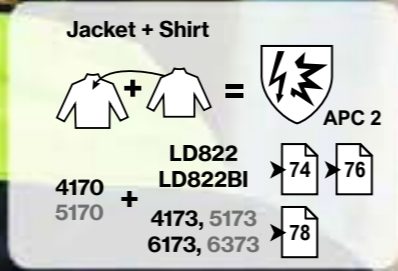 Jacket + Shirt
+ =
APC 2
LD822
LD822BI
74 76
4170
5170
+
4173, 5173
6173, 6373
78